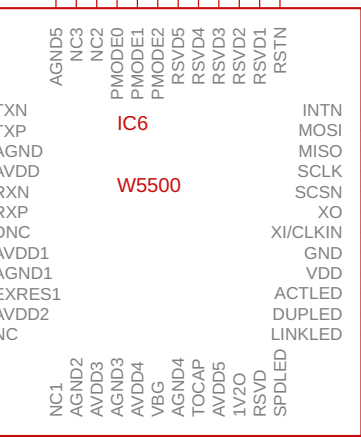 AGND5
NC3
NC2
PMODE0
PMODE1
PMODE2
RSVD5
RSVD4
RSVD3
RSVD2
RSVD1
RSTN
IC6
W5500
TXN
TXP
AGND
AVDD
RXN
RXP
DNC
AVDD1
AGND1
EXRES1
AVDD2
NC
INTN
MOSI
MISO
SCLK
SCSN
XO
XI/CLKIN
GND
VDD
ACTLED
DUPLED
LINKLED
NC1
AGND2
AVDD3
AGND3
AVDD4
VBG
AGND4
TOCAP
AVDD5
1V2O
RSVD
SPDLED